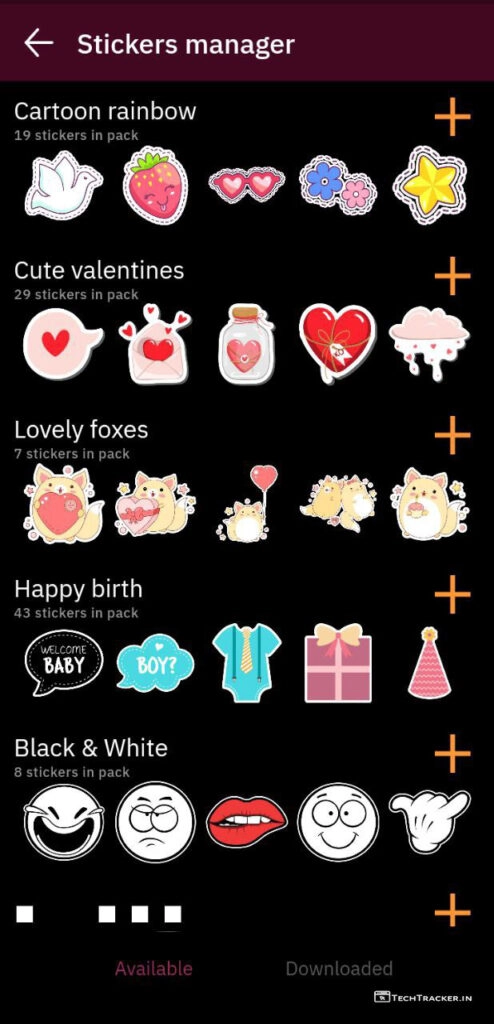 Stickers manager
Cartoon rainbow
19 stickers in pack
Cute valentines
29 stickers in pack
Lovely foxes
7 stickers in pack
Happy birth
43 stickers in pack
WELCOME
BABY
BOY?
Black & White
8 stickers in pack
Available
Downloaded
TECHTRACKER.IN